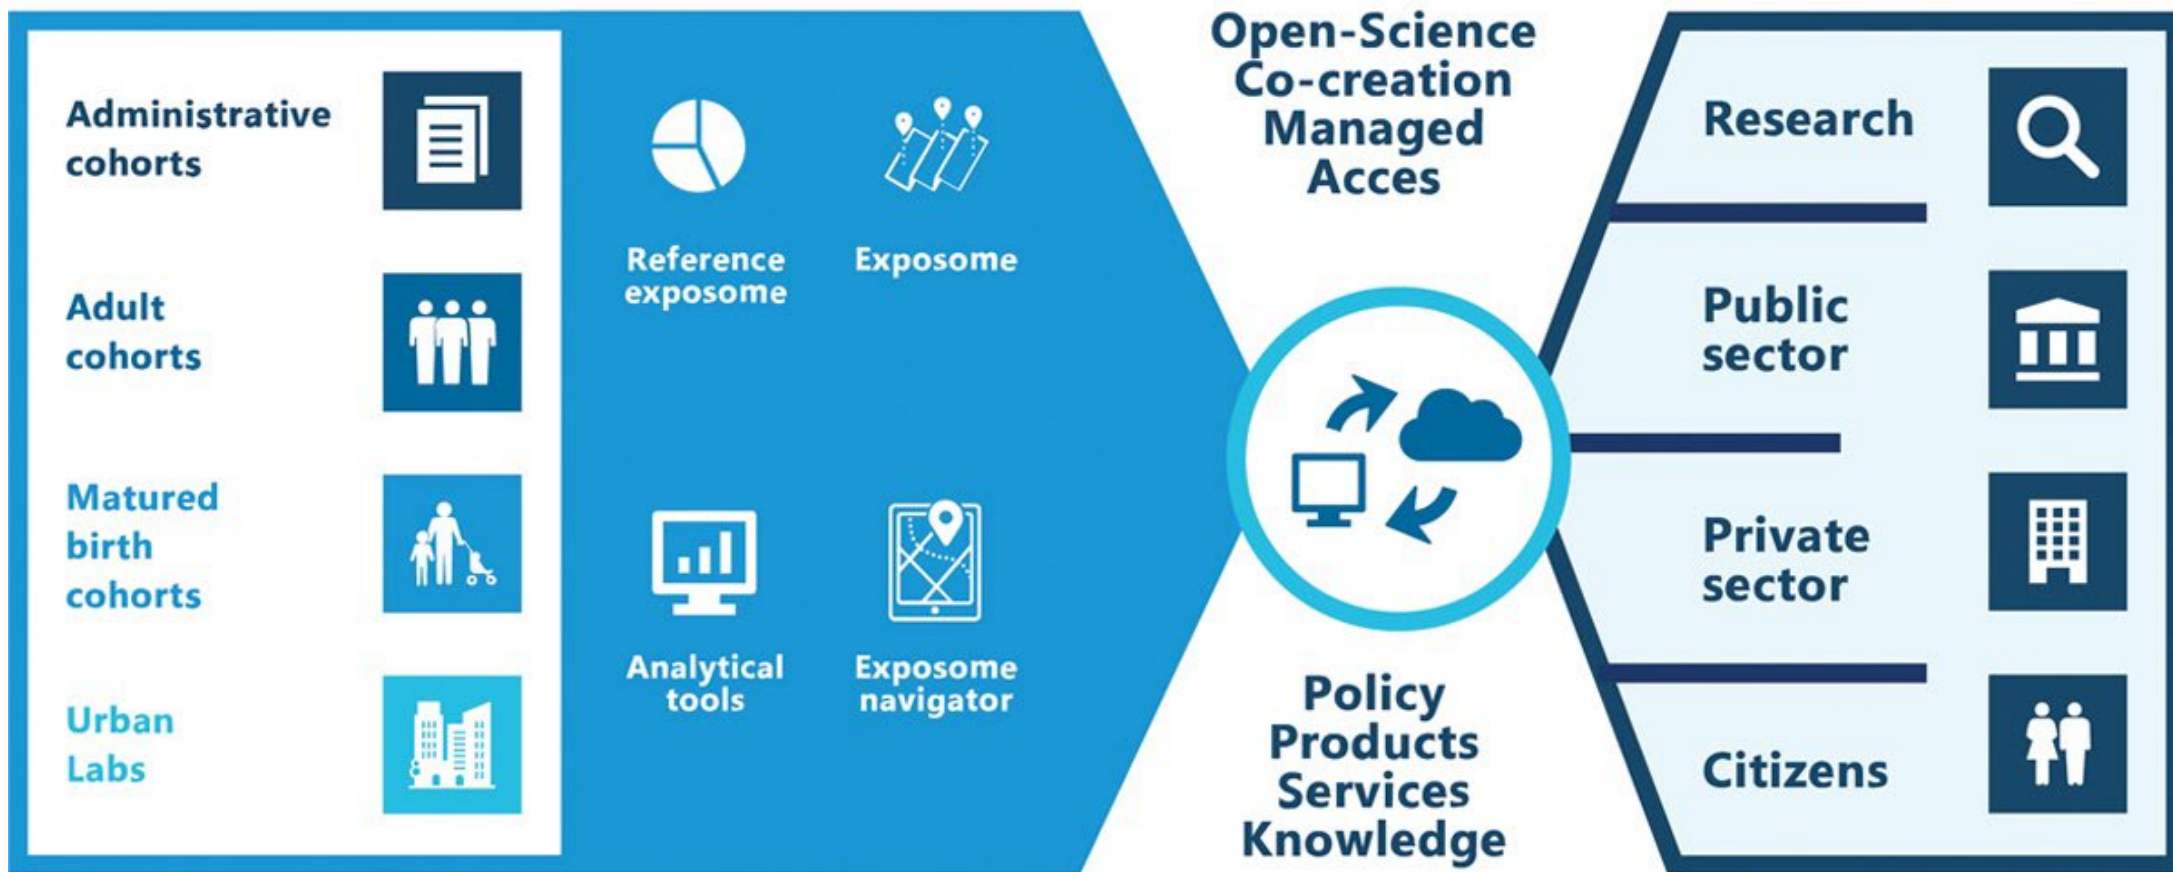 Administrative
cohorts
Adult
cohorts
Matured
birth
cohorts
Urban
Labs
Reference
exposome
Exposome
Analytical
tools
Exposome
navigator
Open-Science
Co-creation
Managed
Acces
Policy
Products
Services
Knowledge
Research
Public
sector
Private
sector
Citizens